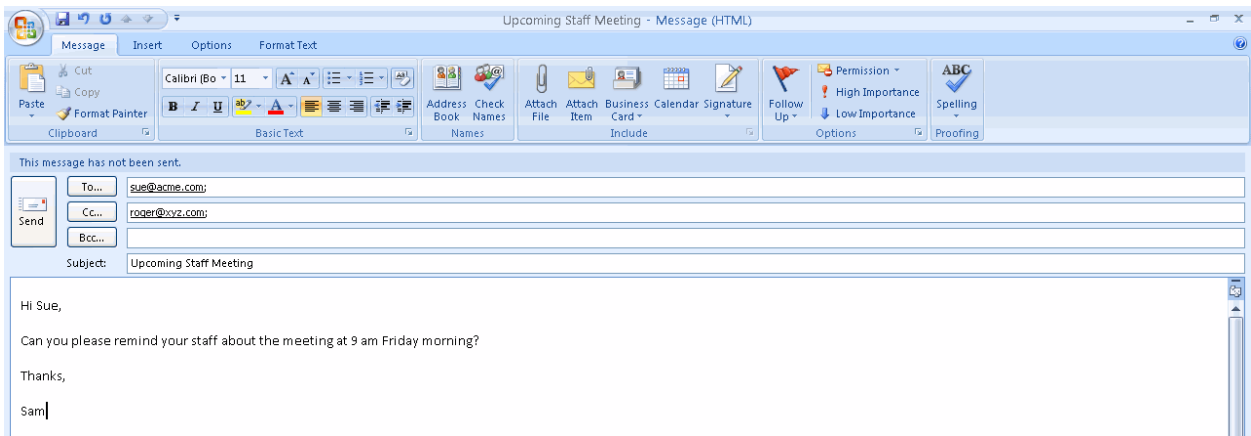 Upcoming Staff Meeting - Message (HTML)
Message Insert Options Format Text
Cut
Copy
Paste
Format Painter
Clipboard
Calibri (Bo 11
B I U
Basic Text
Address Book
Check Names
Names
Attach File
Attach Item
Business Card
Calendar
Signature
Include
Follow Up
Permission
High Importance
Low Importance
Options
ABC
Spelling
Proofing
This message has not been sent.
Send
To... sue@acme.com;
Cc... roger@xyz.com;
Bcc...
Subject: Upcoming Staff Meeting
Hi Sue,
Can you please remind your staff about the meeting at 9 am Friday morning?
Thanks,
Sam